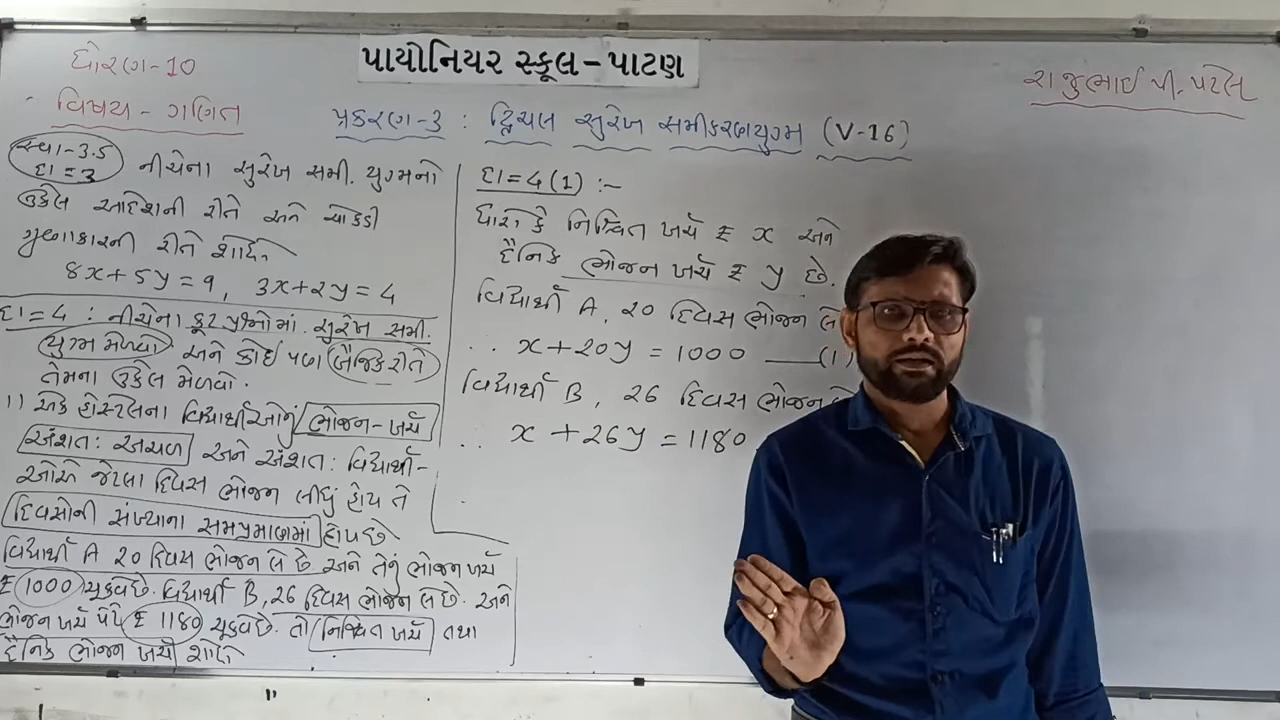 પાયોનિયર સ્કૂલ - પાટણ
ધોરણ-10
વિષય - ગણિત
રાજુભાઈ પી. પટેલ
પ્રકરણ-3 : દ્વિચલ સુરેખ સમીકરણયુગ્મ (V-16)
સ્વા-3.5
દા=3
નીચેના સુરેખ સમી. યુગ્મનો
ઉકેલ આદેશની રીતે અને ચોકડી
ગુણાકારની રીતે શોધો.
8x+5y=9, 3x+2y=4
દા=4 : નીચેના કૂટ પ્રશ્નોમાં સુરેખ સમી.
યુગ્મ મેળવો અને કોઈ પણ બૈજિક રીતે
તેમના ઉકેલ મેળવો.
1) એક હોસ્ટેલના વિદ્યાર્થીઓનું ભોજન-ખર્ચ
અંશત: અચળ અને અંશત: વિદ્યાર્થી-
ઓએ જેટલા દિવસ ભોજન લીધું હોય તે
દિવસોની સંખ્યાના સમપ્રમાણમાં હોય છે
વિદ્યાર્થી A 20 દિવસ ભોજન લે છે. અને તેનું ભોજન ખર્ચ
₹ 1000 ચૂકવે છે. વિદ્યાર્થી B, 26 દિવસ ભોજન લે છે. અને
ભોજન ખર્ચ પેટે ₹ 1180 ચૂકવે છે. તો નિશ્ચિત ખર્ચ તથા
દૈનિક ભોજન ખર્ચ શોધો
દા=4(1) :-
ધારો કે નિશ્ચિત ખર્ચ ₹ x અને
દૈનિક ભોજન ખર્ચ ₹ y છે.
વિદ્યાર્થી A, 20 દિવસ ભોજન લે
∴ x+20y = 1000 —(1)
વિદ્યાર્થી B, 26 દિવસ ભોજન
∴ x+26y = 1180